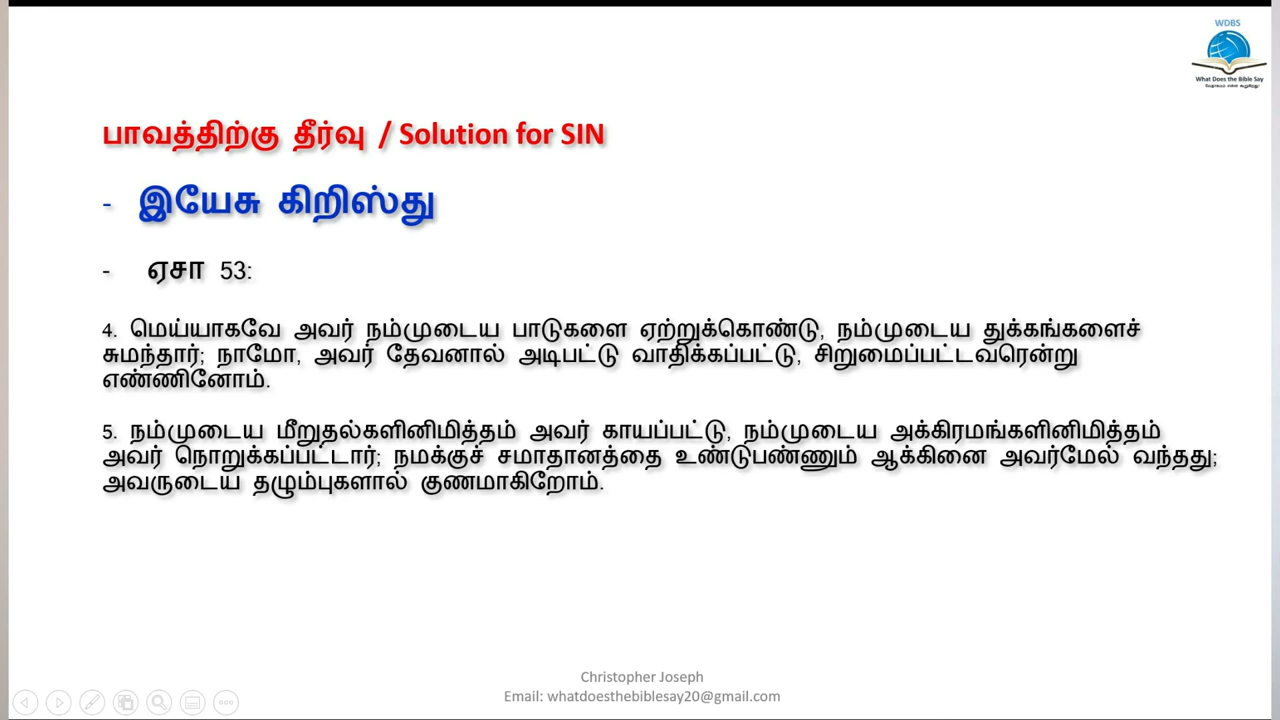 WDBS
What Does the Bible Say
வேதாகமம் என்ன கூறுகிறது
பாவத்திற்கு தீர்வு / Solution for SIN
- இயேசு கிறிஸ்து
- ஏசா 53:
4. மெய்யாகவே அவர் நம்முடைய பாடுகளை ஏற்றுக்கொண்டு, நம்முடைய துக்கங்களைச்
சுமந்தார்; நாமோ, அவர் தேவனால் அடிபட்டு வாதிக்கப்பட்டு, சிறுமைப்பட்டவரென்று
எண்ணினோம்.
5. நம்முடைய மீறுதல்களினிமித்தம் அவர் காயப்பட்டு, நம்முடைய அக்கிரமங்களினிமித்தம்
அவர் நொறுக்கப்பட்டார்; நமக்குச் சமாதானத்தை உண்டுபண்ணும் ஆக்கினை அவர்மேல் வந்தது;
அவருடைய தழும்புகளால் குணமாகிறோம்.
Christopher Joseph
Email: whatdoesthebiblesay20@gmail.com